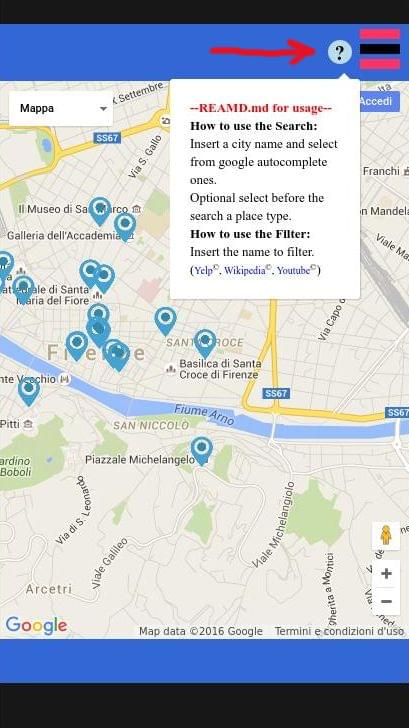 ?
Settembre
Mappa
SS67
Via S. Gallo
Accedi
--REAMD.md for usage--
How to use the Search:
Insert a city name and select
from google autocomplete
ones.
Optional select before the
search a place type.
How to use the Filter:
Insert the name to filter.
(Yelp©, Wikipedia©, Youtube©)
Franchi
Il Museo di San Marco
Galleria dell'Accademia
on Mandela
Viale Ma
di Santa
Maria del Fiore
Via Capo
Firenze
SANTA CROCE
Basilica di Santa
Croce di Firenze
nte Vecchio
SS67
SS67
Fiume Arno
Pitti
SAN NICCOLÒ
Piazzale Michelangelo
ardino
Boboli
Via di S. Leonardo
Viale Michelangiolo
Viale Galileo
Arcetri
gherita a Montici
+
−
Google
Map data ©2016 Google
Termini e condizioni d'uso